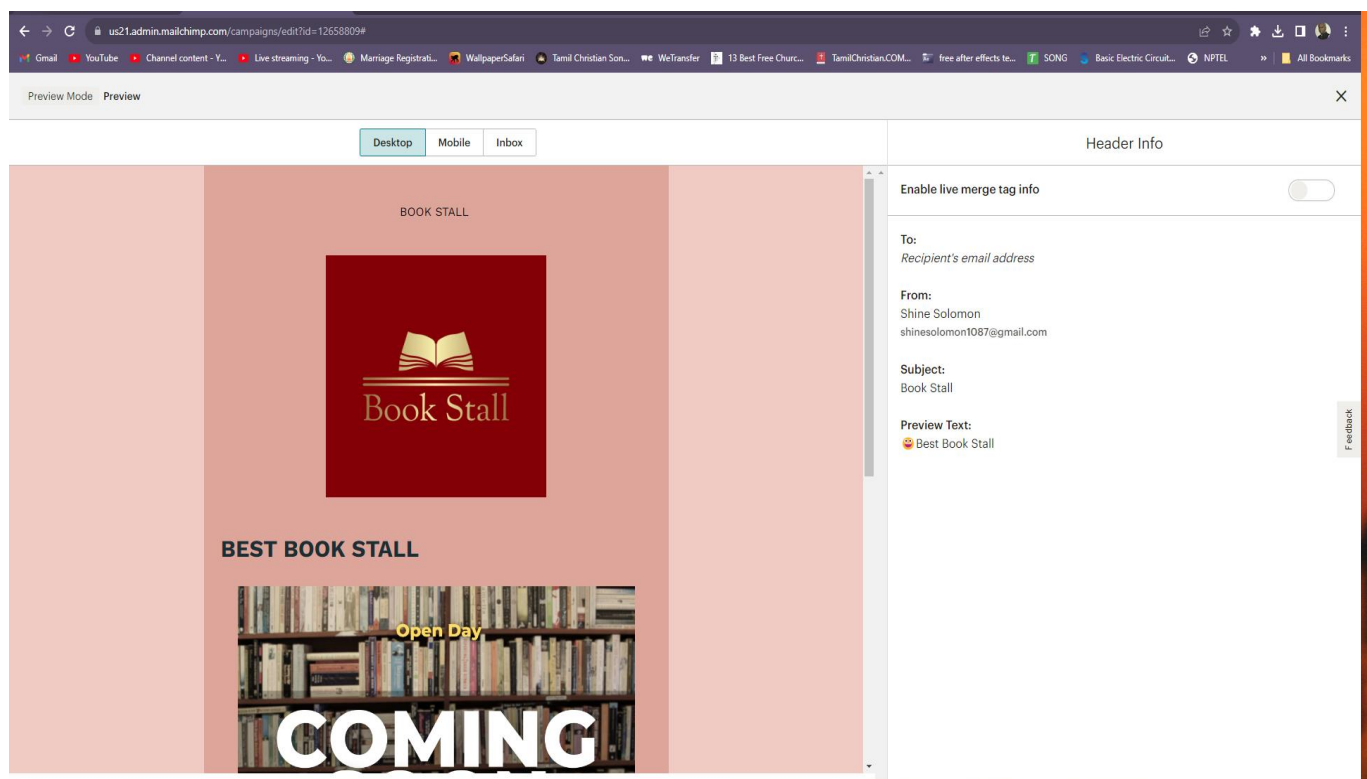 us21.admin.mailchimp.com/campaigns/edit?id=12658809#
Gmail YouTube Channel content - Y... Live streaming - Yo... Marriage Registrati... WallpaperSafari Tamil Christian Son... we WeTransfer 13 Best Free Churc... TamilChristian.COM... free after effects te... SONG Basic Electric Circuit... NPTEL » All Bookmarks
Preview Mode Preview
Desktop Mobile Inbox
Header Info
BOOK STALL
Book Stall
BEST BOOK STALL
Open Day
COMING
Enable live merge tag info
To:
Recipient's email address
From:
Shine Solomon
shinesolomon1087@gmail.com
Subject:
Book Stall
Preview Text:
😀Best Book Stall
Feedback